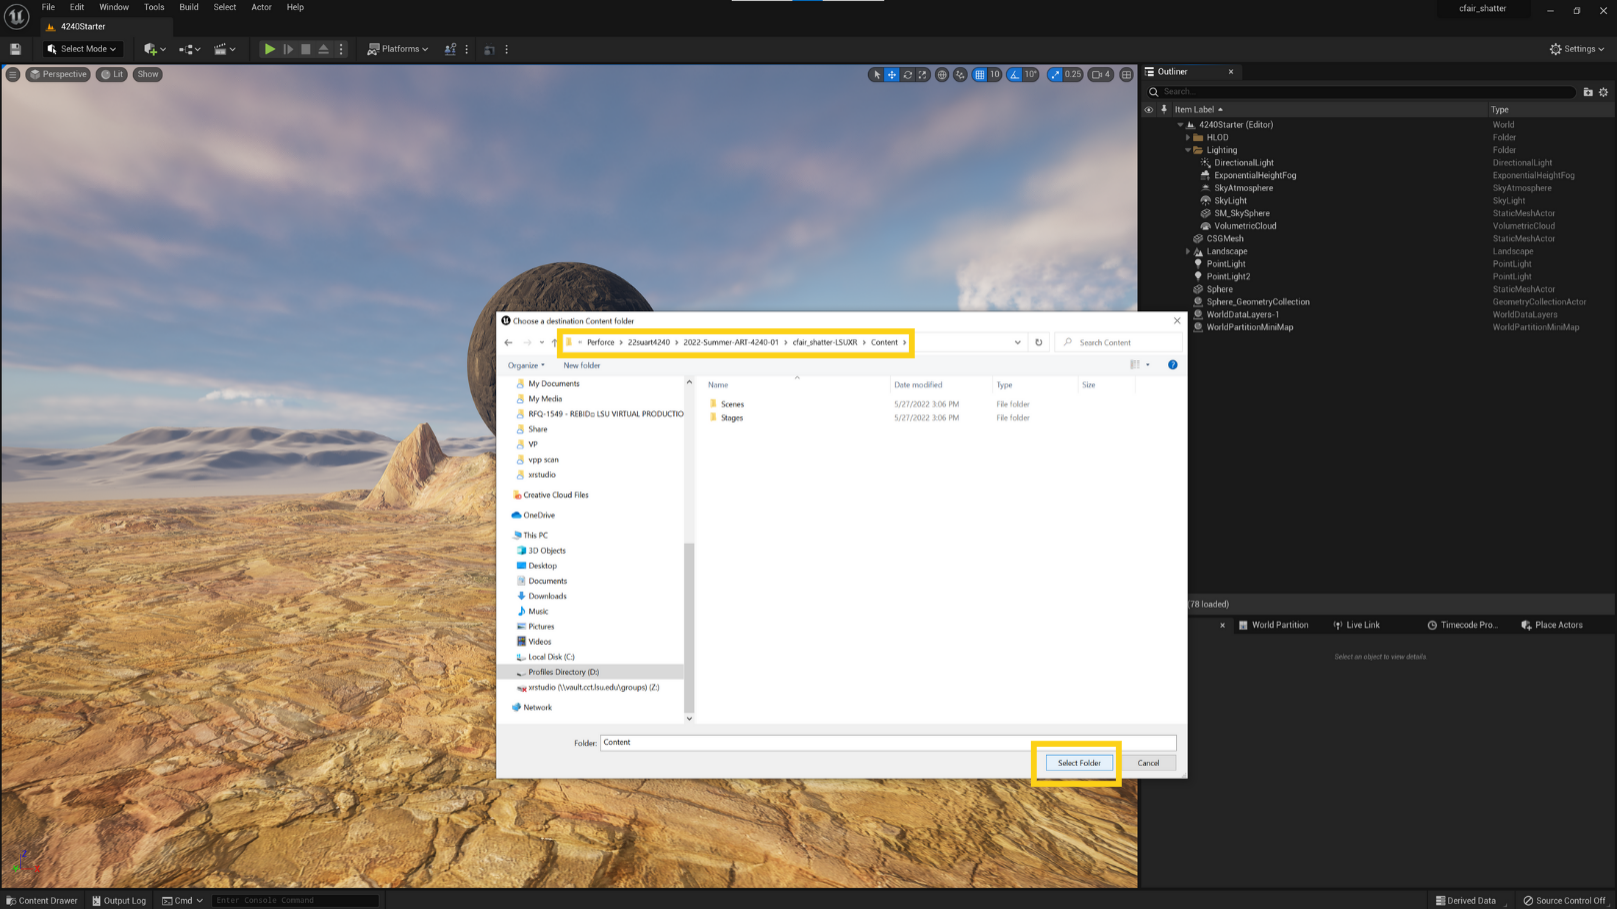 File Edit Window Tools Build Select Actor Help
cfair_shatter
4240Starter
Select Mode
Platforms
Settings
Perspective Lit Show
10 10° 0.25 4
Outliner
Search...
Item Label Type
4240Starter (Editor) World
HLOD Folder
Lighting Folder
DirectionalLight DirectionalLight
ExponentialHeightFog ExponentialHeightFog
SkyAtmosphere SkyAtmosphere
SkyLight SkyLight
SM_SkySphere StaticMeshActor
VolumetricCloud VolumetricCloud
CSGMesh StaticMeshActor
Landscape Landscape
PointLight PointLight
PointLight2 PointLight
Sphere StaticMeshActor
Sphere_GeometryCollection GeometryCollectionActor
WorldDataLayers-1 WorldDataLayers
WorldPartitionMiniMap WorldPartitionMiniMap
Choose a destination Content folder
« Perforce › 22suart4240 › 2022-Summer-ART-4240-01 › cfair_shatter-LSUXR › Content ›
Search Content
Organize New folder
Name Date modified Type Size
Scenes 5/27/2022 3:06 PM File folder
Stages 5/27/2022 3:06 PM File folder
My Documents
My Media
RFQ-1549 - REBID□ LSU VIRTUAL PRODUCTIO
Share
VP
vpp scan
xrstudio
Creative Cloud Files
OneDrive
This PC
3D Objects
Desktop
Documents
Downloads
Music
Pictures
Videos
Local Disk (C:)
Profiles Directory (D:)
xrstudio (\\vault.cct.lsu.edu\groups) (Z:)
Network
Folder: Content
Select Folder Cancel
(78 loaded)
World Partition Live Link Timecode Pro... Place Actors
Select an object to view details.
Content Drawer Output Log Cmd Enter Console Command
Derived Data Source Control Off